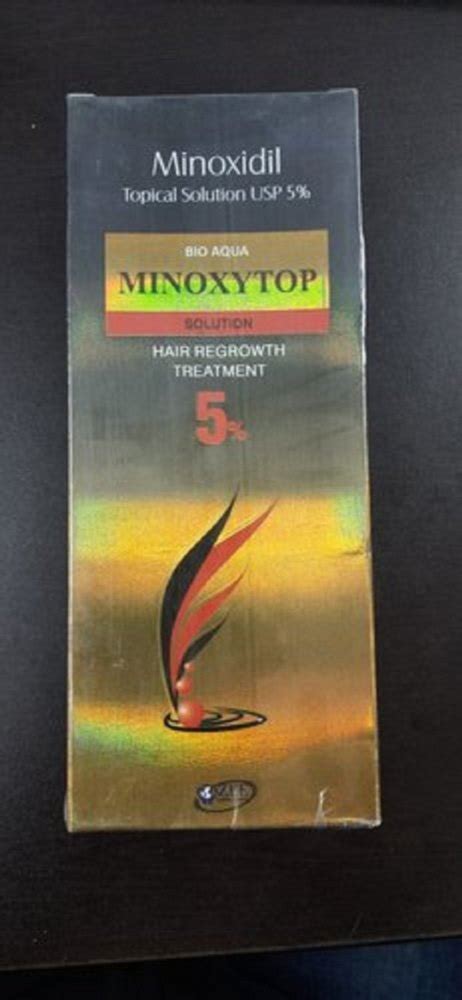 Minoxidil
Topical Solution USP 5%
BIO AQUA
MINOXYTOP
SOLUTION
HAIR REGROWTH
TREATMENT
5%